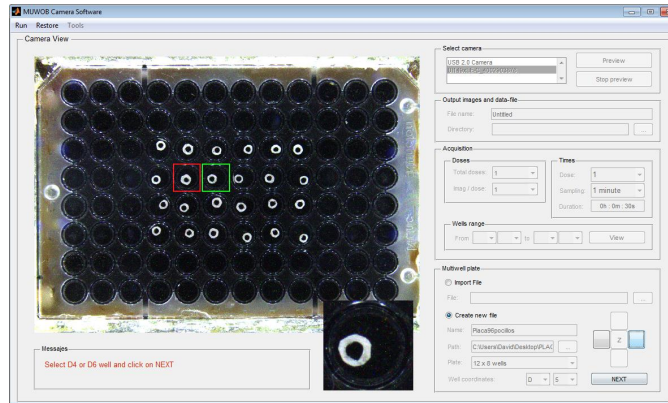 MUWOB Camera Software
Run Restore Tools
Camera View
Select camera
USB 2.0 Camera
Preview
Stop preview
Output images and data-file
File name: Untitled
Directory: ...
Acquisition
Doses
Times
Total doses: 1
Dose: 1
Imag / dose: 1
Sampling: 1 minute
Duration: 0h : 0m : 30s
Wells range
From to View
Multiwell plate
Import File
File: ...
Create new file
Name: Placa96pocillos
Path: C:\Users\David\Desktop\PLAC ...
Z
Plate: 12 x 8 wells
Well coordinates: D 5 NEXT
Messajes
Select D4 or D6 well and click on NEXT